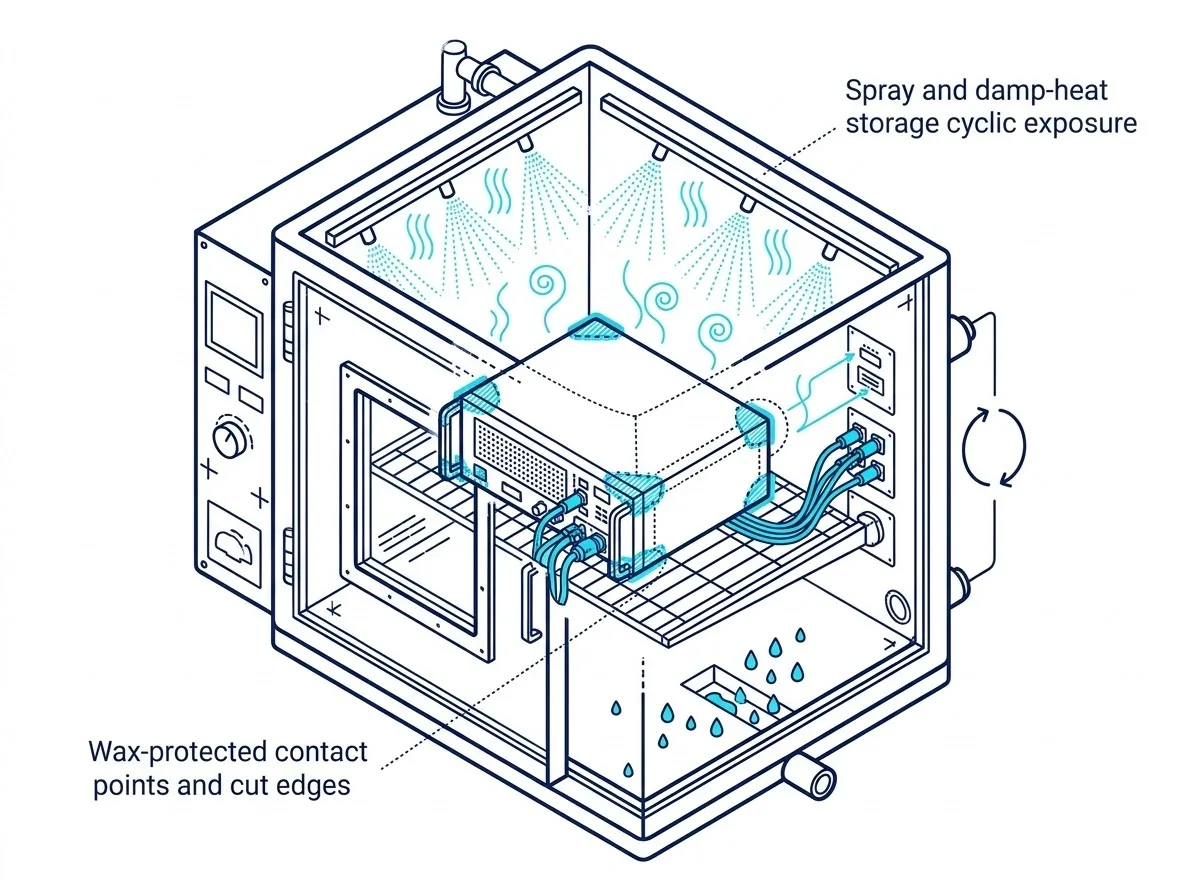 Spray and damp-heat
storage cyclic exposure
Wax-protected contact
points and cut edges